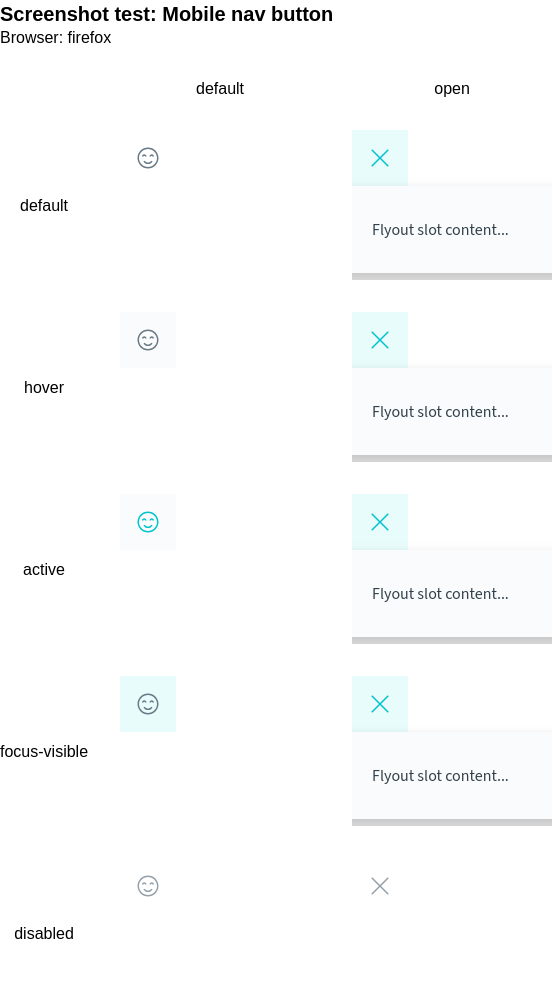 Screenshot test: Mobile nav button
Browser: firefox
default open
default
Flyout slot content...
hover
Flyout slot content...
active
Flyout slot content...
focus-visible
Flyout slot content...
disabled